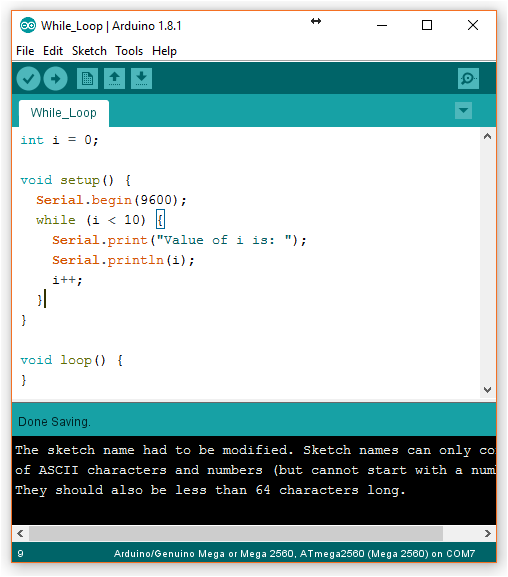 While_Loop | Arduino 1.8.1
File Edit Sketch Tools Help
While_Loop
int i = 0;
void setup() {
Serial.begin(9600);
while (i < 10) {
Serial.print("Value of i is: ");
Serial.println(i);
i++;
}
}
void loop() {
}
Done Saving.
The sketch name had to be modified. Sketch names can only
of ASCII characters and numbers (but cannot start with a
They should also be less than 64 characters long.
9 Arduino/Genuino Mega or Mega 2560, ATmega2560 (Mega 2560) on COM7